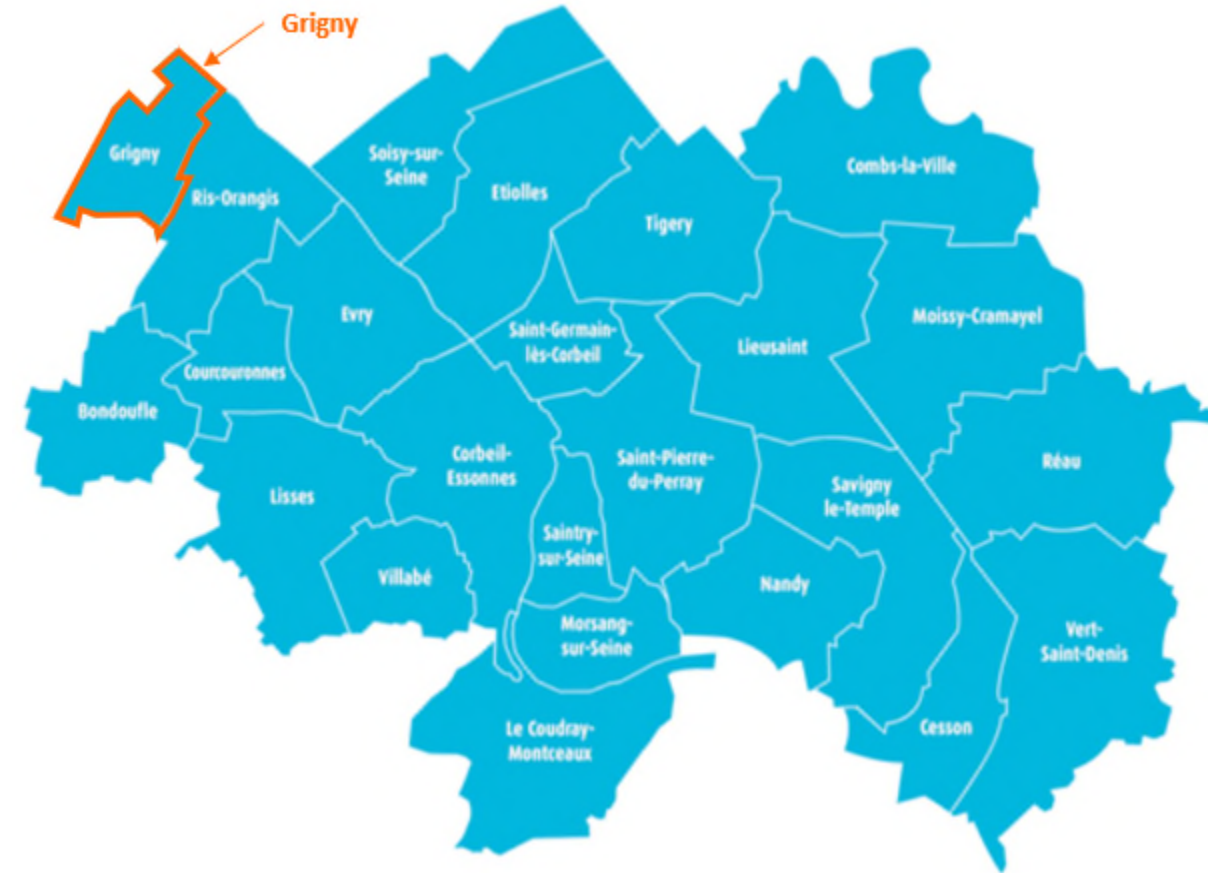 Grigny
Grigny
Ris-Orangis
Soisy-sur-
Seine
Etiolles
Tigery
Combs-la-Ville
Evry
Saint-Germain-
lès-Corbeil
Lieusaint
Moissy-Cramayel
Courcouronnes
Bondoufle
Corbeil-
Essonnes
Saint-Pierre-
du-Perray
Savigny
le-Temple
Réau
Lisses
Saintry-
sur-Seine
Villabé
Nandy
Morsang-
sur-Seine
Vert-
Saint-Denis
Le Coudray-
Montceaux
Cesson